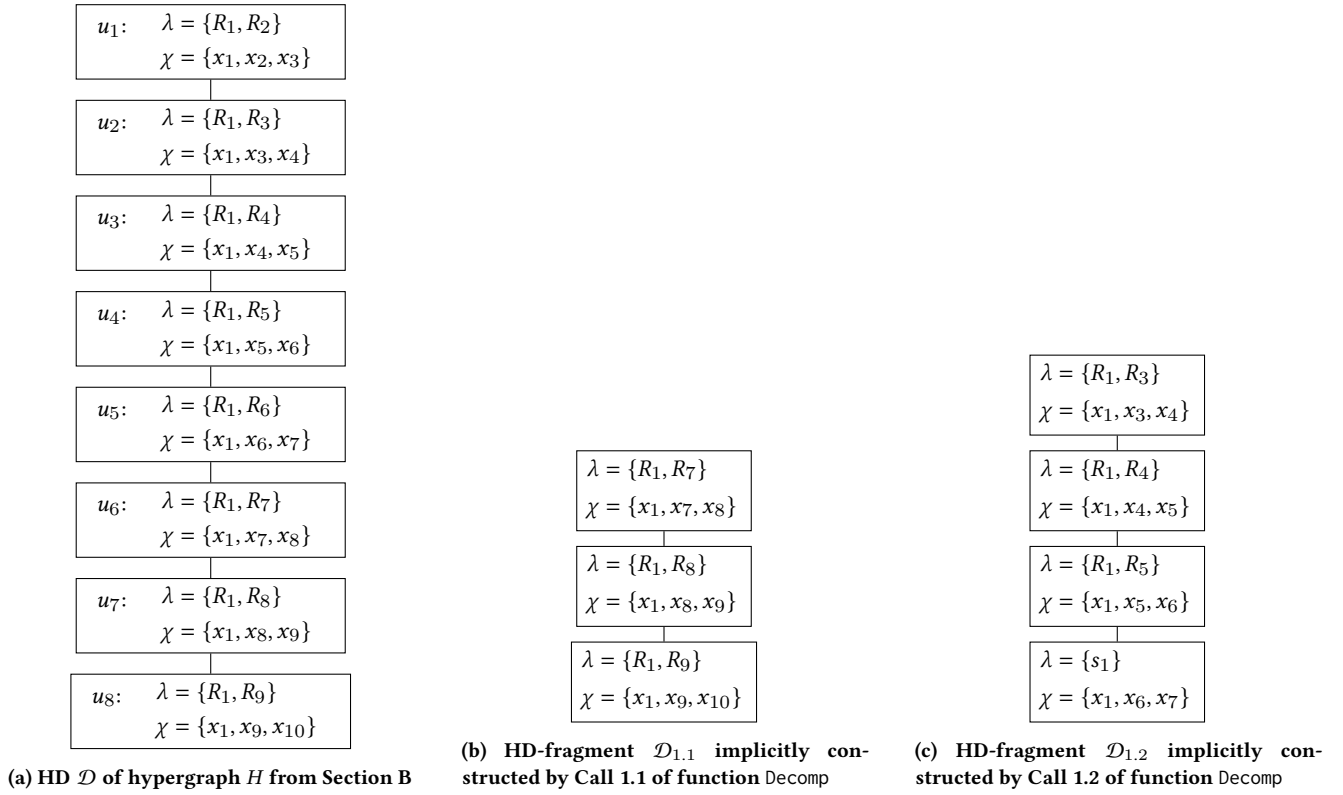 u₁: λ = {R₁, R₂}
χ = {x₁, x₂, x₃}
u₂: λ = {R₁, R₃}
χ = {x₁, x₃, x₄}
u₃: λ = {R₁, R₄}
χ = {x₁, x₄, x₅}
u₄: λ = {R₁, R₅}
χ = {x₁, x₅, x₆}
u₅: λ = {R₁, R₆}
χ = {x₁, x₆, x₇}
u₆: λ = {R₁, R₇}
χ = {x₁, x₇, x₈}
u₇: λ = {R₁, R₈}
χ = {x₁, x₈, x₉}
u₈: λ = {R₁, R₉}
χ = {x₁, x₉, x₁₀}
(a) HD 𝒟 of hypergraph H from Section B
λ = {R₁, R₇}
χ = {x₁, x₇, x₈}
λ = {R₁, R₈}
χ = {x₁, x₈, x₉}
λ = {R₁, R₉}
χ = {x₁, x₉, x₁₀}
(b) HD-fragment 𝒟₁.₁ implicitly con-
structed by Call 1.1 of function Decomp
λ = {R₁, R₃}
χ = {x₁, x₃, x₄}
λ = {R₁, R₄}
χ = {x₁, x₄, x₅}
λ = {R₁, R₅}
χ = {x₁, x₅, x₆}
λ = {s₁}
χ = {x₁, x₆, x₇}
(c) HD-fragment 𝒟₁.₂ implicitly con-
structed by Call 1.2 of function Decomp